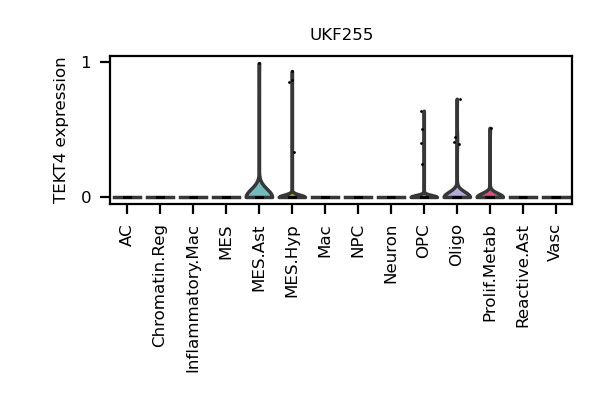 UKF255
TEKT4 expression
1
0
AC
Chromatin.Reg
Inflammatory.Mac
MES
MES.Ast
MES.Hyp
Mac
NPC
Neuron
OPC
Oligo
Prolif.Metab
Reactive.Ast
Vasc